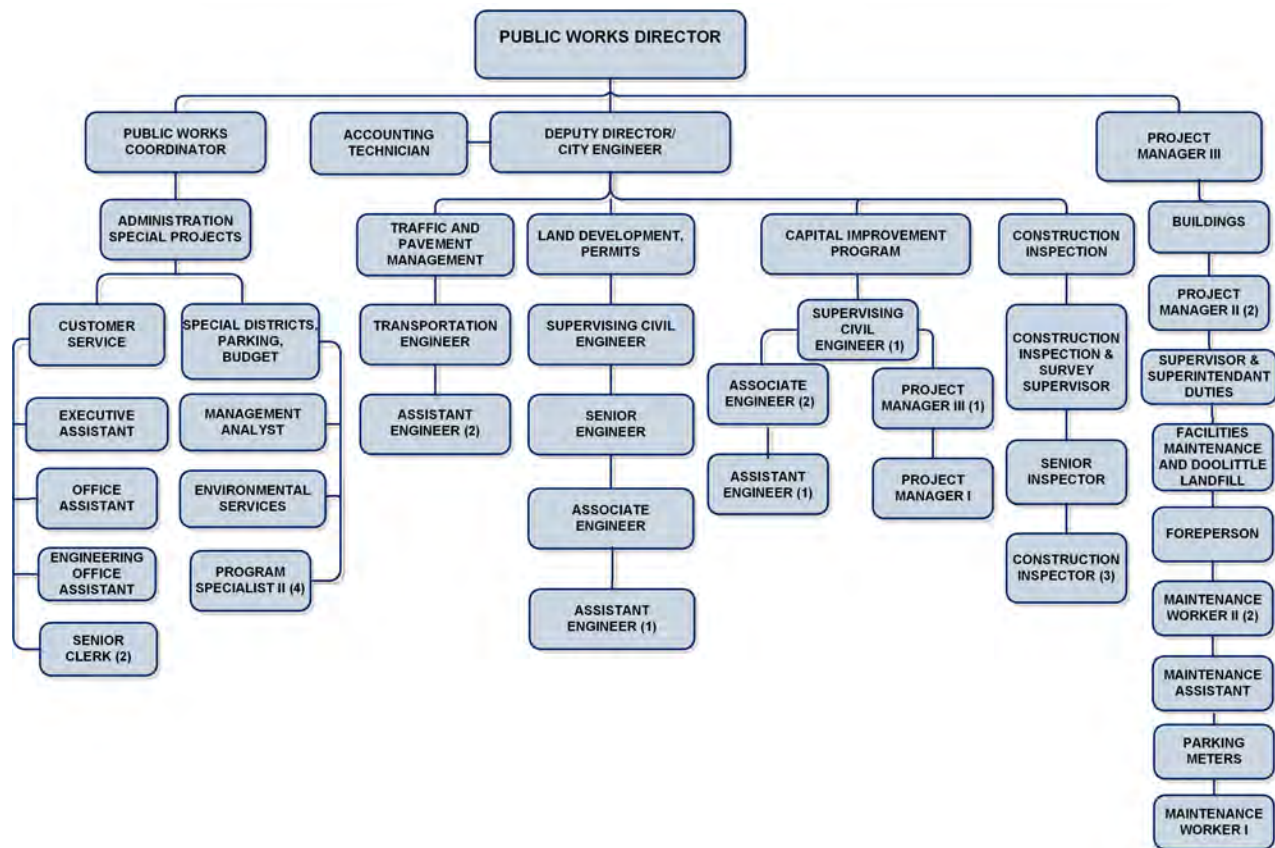 PUBLIC WORKS DIRECTOR
PUBLIC WORKS
COORDINATOR
ACCOUNTING
TECHNICIAN
DEPUTY DIRECTOR/
CITY ENGINEER
PROJECT
MANAGER III
ADMINISTRATION
SPECIAL PROJECTS
CUSTOMER
SERVICE
EXECUTIVE
ASSISTANT
OFFICE
ASSISTANT
ENGINEERING
OFFICE
ASSISTANT
SENIOR
CLERK (2)
SPECIAL DISTRICTS,
PARKING,
BUDGET
MANAGEMENT
ANALYST
ENVIRONMENTAL
SERVICES
PROGRAM
SPECIALIST II (4)
TRAFFIC AND
PAVEMENT
MANAGEMENT
TRANSPORTATION
ENGINEER
ASSISTANT
ENGINEER (2)
LAND DEVELOPMENT,
PERMITS
SUPERVISING CIVIL
ENGINEER
SENIOR
ENGINEER
ASSOCIATE
ENGINEER
ASSISTANT
ENGINEER (1)
CAPITAL IMPROVEMENT
PROGRAM
SUPERVISING
CIVIL
ENGINEER (1)
ASSOCIATE
ENGINEER (2)
ASSISTANT
ENGINEER (1)
PROJECT
MANAGER III (1)
PROJECT
MANAGER I
CONSTRUCTION
INSPECTION
CONSTRUCTION
INSPECTION &
SURVEY
SUPERVISOR
SENIOR
INSPECTOR
CONSTRUCTION
INSPECTOR (3)
BUILDINGS
PROJECT
MANAGER II (2)
SUPERVISOR &
SUPERINTENDANT
DUTIES
FACILITIES
MAINTENANCE
AND DOOLITTLE
LANDFILL
FOREPERSON
MAINTENANCE
WORKER II (2)
MAINTENANCE
ASSISTANT
PARKING
METERS
MAINTENANCE
WORKER I